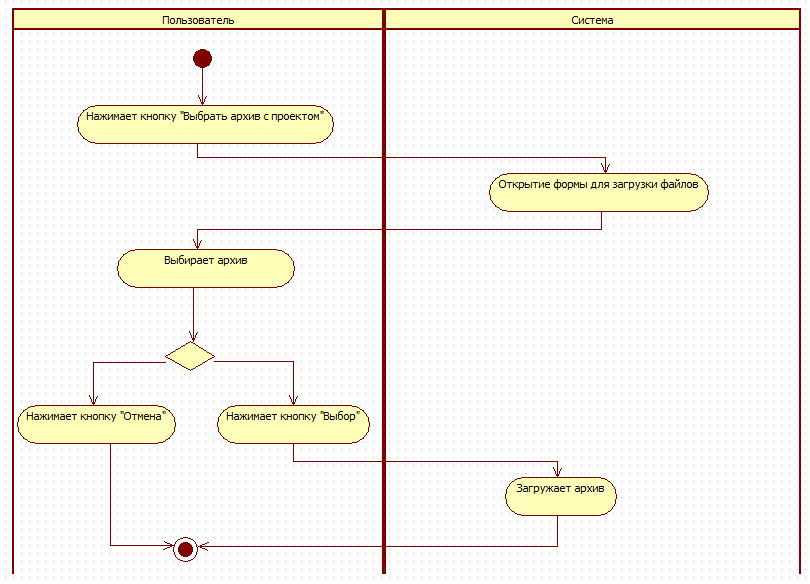 Пользователь
Система
Нажимает кнопку "Выбрать архив с проектом"
Открытие формы для загрузки файлов
Выбирает архив
Нажимает кнопку "Отмена"
Нажимает кнопку "Выбор"
Загружает архив